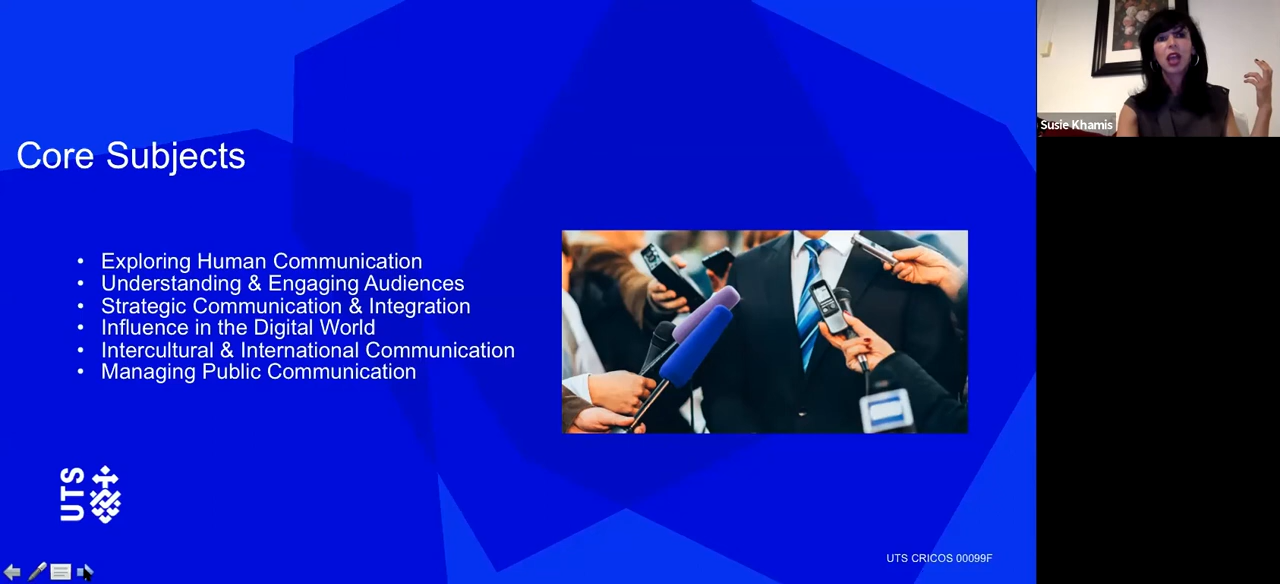 Core Subjects
• Exploring Human Communication
• Understanding & Engaging Audiences
• Strategic Communication & Integration
• Influence in the Digital World
• Intercultural & International Communication
• Managing Public Communication
UTS
UTS CRICOS 00099F
Susie Khamis